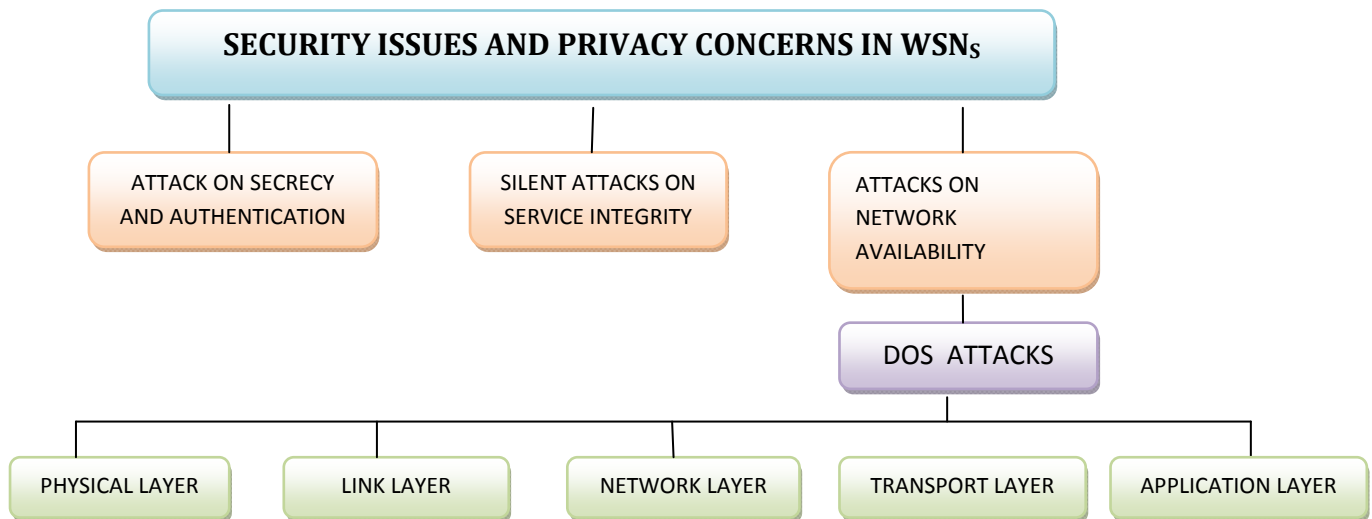 SECURITY ISSUES AND PRIVACY CONCERNS IN WSNS
ATTACK ON SECRECY
AND AUTHENTICATION
SILENT ATTACKS ON
SERVICE INTEGRITY
ATTACKS ON
NETWORK
AVAILABILITY
DOS ATTACKS
PHYSICAL LAYER
LINK LAYER
NETWORK LAYER
TRANSPORT LAYER
APPLICATION LAYER